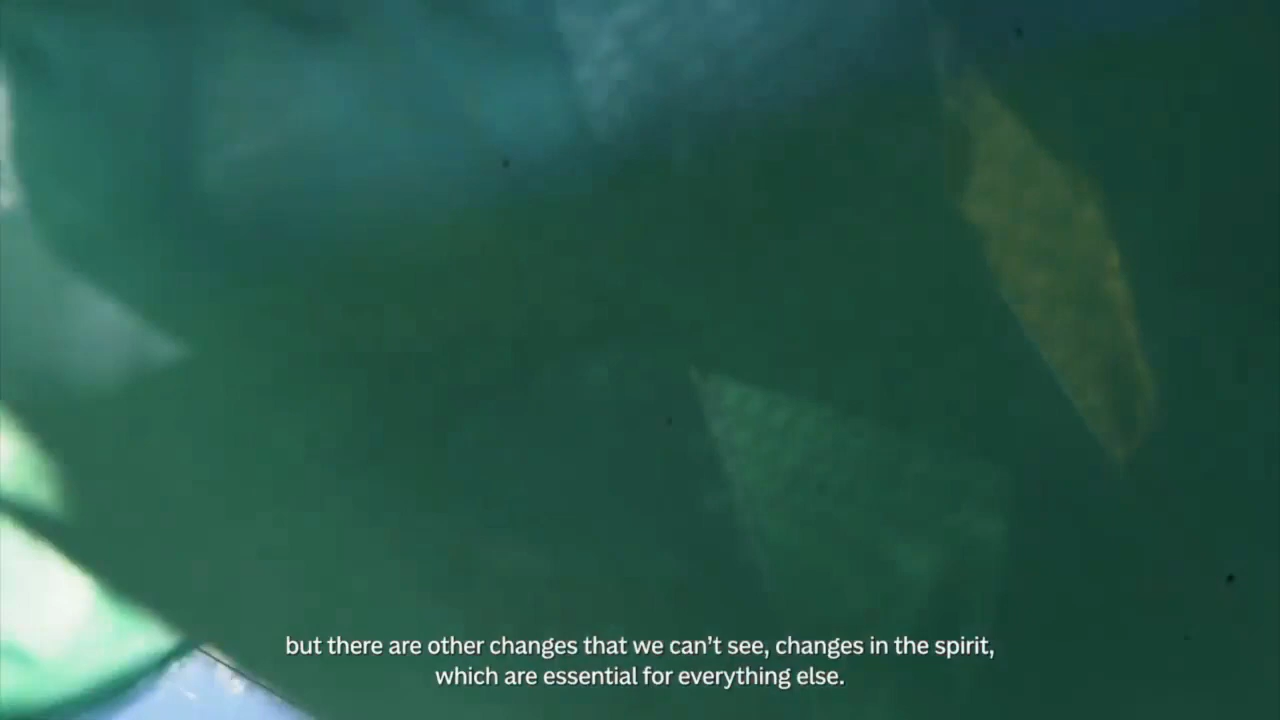 but there are other changes that we can’t see, changes in the spirit,
which are essential for everything else.